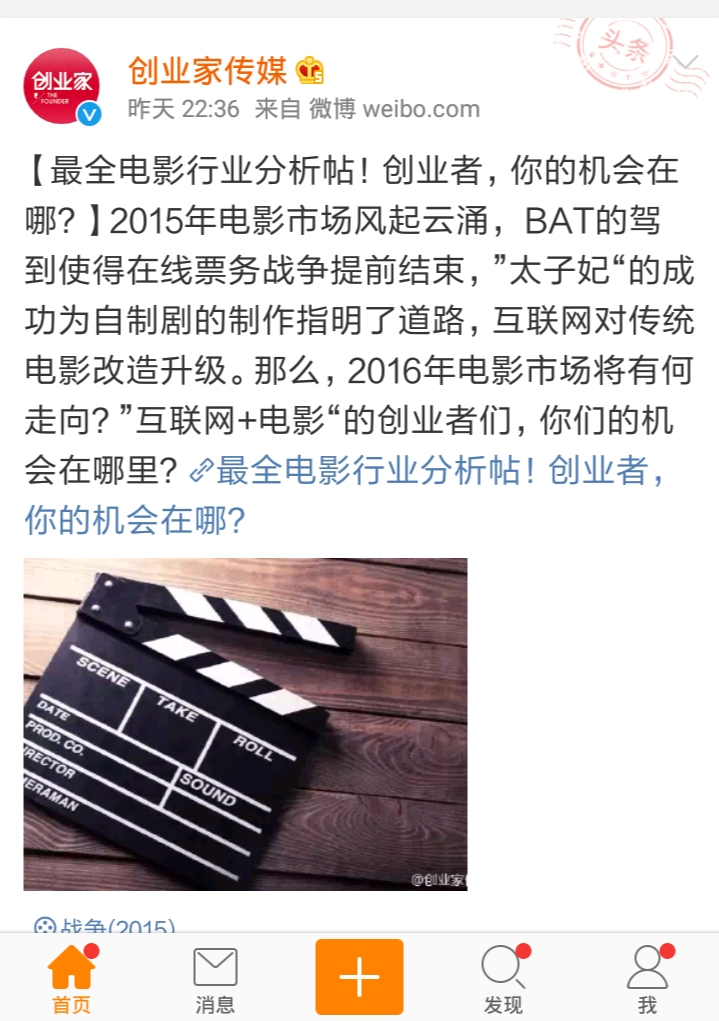 头条
创业家
THE
FOUNDER
V
创业家传媒
昨天 22:36 来自 微博 weibo.com
【最全电影行业分析帖！创业者，你的机会在
哪？】2015年电影市场风起云涌，BAT的驾
到使得在线票务战争提前结束，”太子妃“的成
功为自制剧的制作指明了道路，互联网对传统
电影改造升级。那么，2016年电影市场将有何
走向？”互联网+电影“的创业者们，你们的机
会在哪里？最全电影行业分析帖！创业者，
你的机会在哪？
SCENE
TAKE
ROLL
DATE
PROD. CO.
SOUND
RECTOR
ERAMAN
@创业家
战争(2015)
首页
消息
发现
我